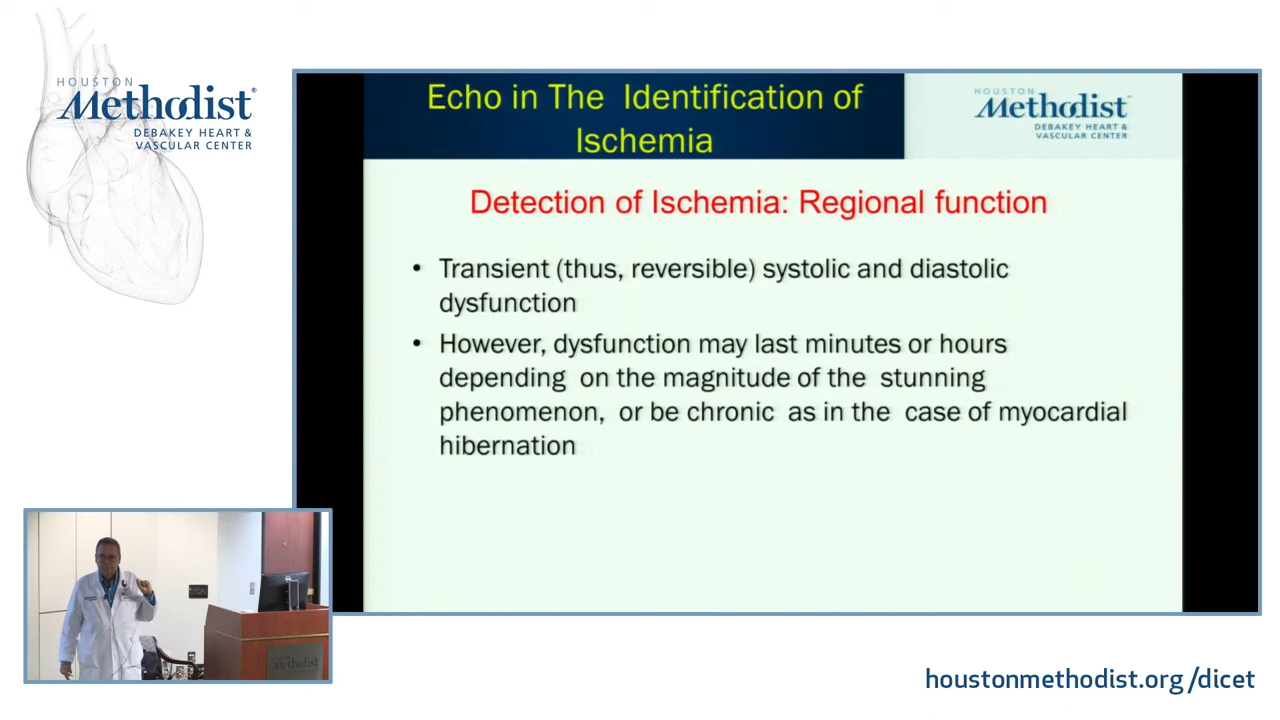 HOUSTON
Methodist®
DEBAKEY HEART &
VASCULAR CENTER
Echo in The Identification of
Ischemia
HOUSTON
Methodist
DEBAKEY HEART &
VASCULAR CENTER
Detection of Ischemia: Regional function
• Transient (thus, reversible) systolic and diastolic
dysfunction
• However, dysfunction may last minutes or hours
depending on the magnitude of the stunning
phenomenon, or be chronic as in the case of myocardial
hibernation
Methodist
houstonmethodist.org/dicet